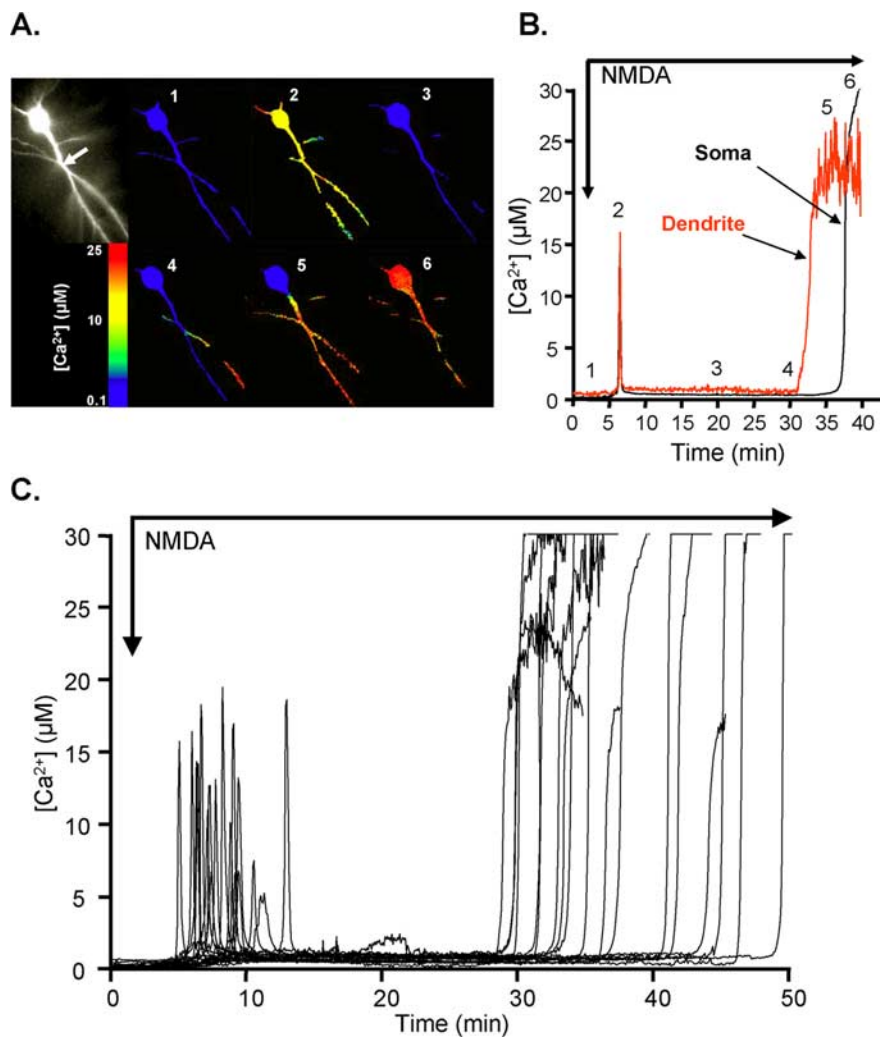 A.
1 2 3
4 5 6
25
10
0.1
[Ca²⁺] (μM)
B.
NMDA
30
25
20
15
10
5
0
[Ca²⁺] (μM)
1 2 3 4 5 6
Soma
Dendrite
0 5 10 15 20 25 30 35 40
Time (min)
C.
NMDA
30
25
20
15
10
5
0
[Ca²⁺] (μM)
0 10 20 30 40 50
Time (min)